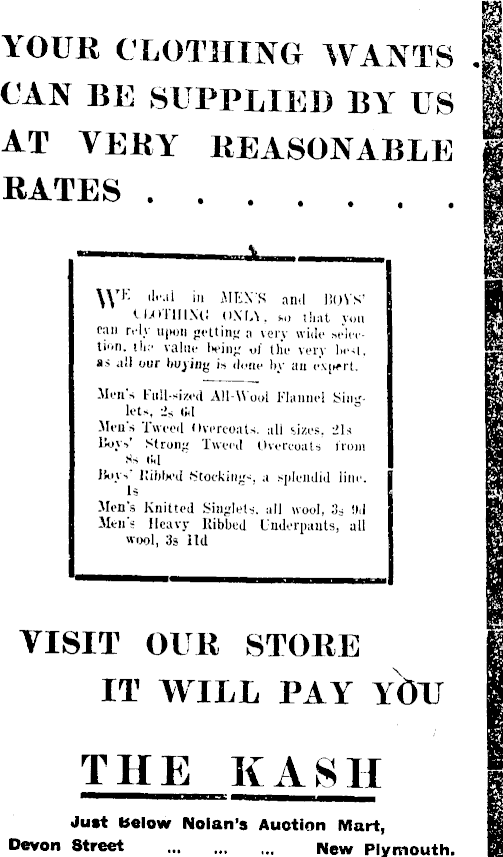 YOUR CLOTHING WANTS .
CAN BE SUPPLIED BY US
AT VERY REASONABLE
RATES . . . . . . .
WE deal in MEN'S and BOYS'
CLOTHING ONLY, so that you
can rely upon getting a very wide selec-
tion, the value being of the very best,
as all our buying is done by an expert.
Men's Full-sized All-Wool Flannel Sing-
lets, 2s 6d
Men's Tweed Overcoats, all sizes, 21s
Boys' Strong Tweed Overcoats from
8s 6d
Boys' Ribbed Stockings, a splendid line,
1s
Men's Knitted Singlets, all wool, 3s 9d
Men's Heavy Ribbed Underpants, all
wool, 3s 11d
VISIT OUR STORE
IT WILL PAY YOU
THE KASH
Just Below Nolan's Auction Mart,
Devon Street ... ... ... New Plymouth.